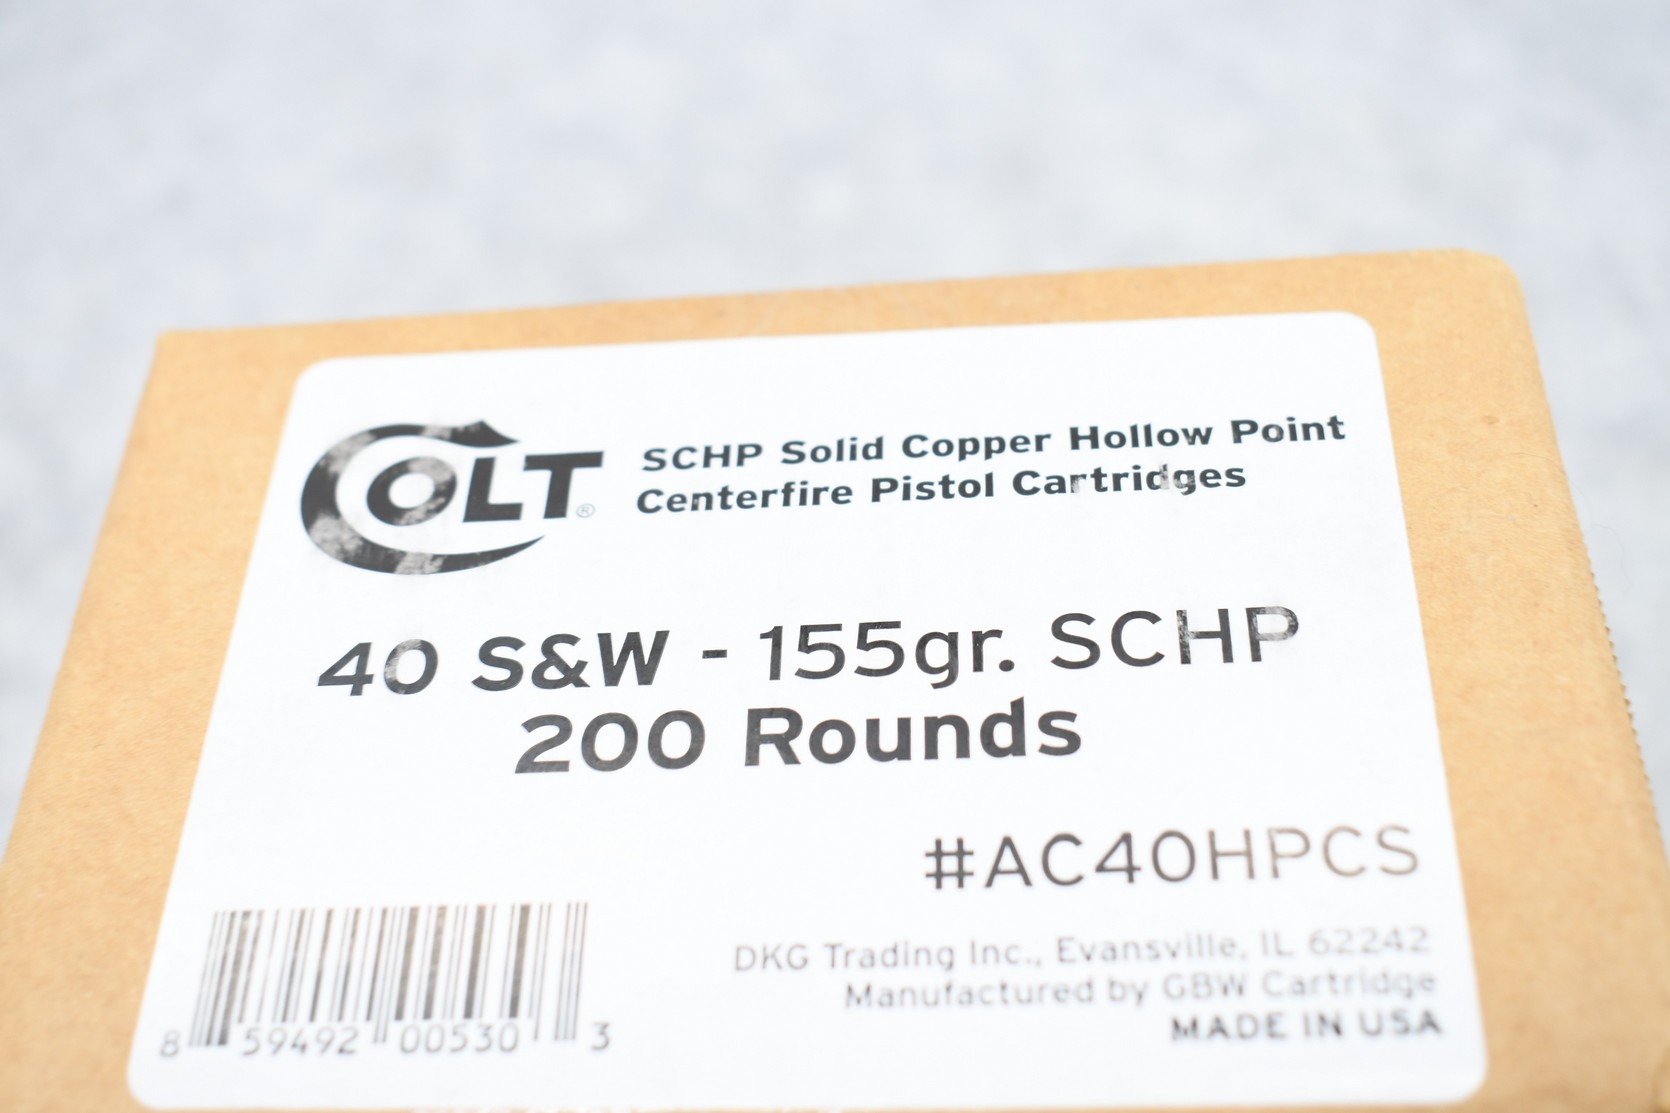 COLT®
SCHP Solid Copper Hollow Point
Centerfire Pistol Cartridges
40 S&W - 155gr. SCHP
200 Rounds
#AC40HPCS
DKG Trading Inc., Evansville, IL 62242
Manufactured by GBW Cartridge
MADE IN USA
8 59492 00530 3